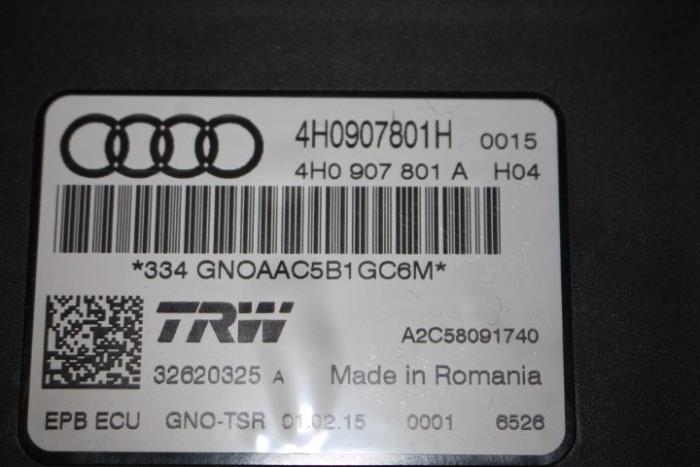 4H0907801H 0015
4H0 907 801 A H04
*334 GNOAAC5B1GC6M*
TRW A2C58091740
32620325 A Made in Romania
EPB ECU GNO-TSR 01.02.15 0001 6526